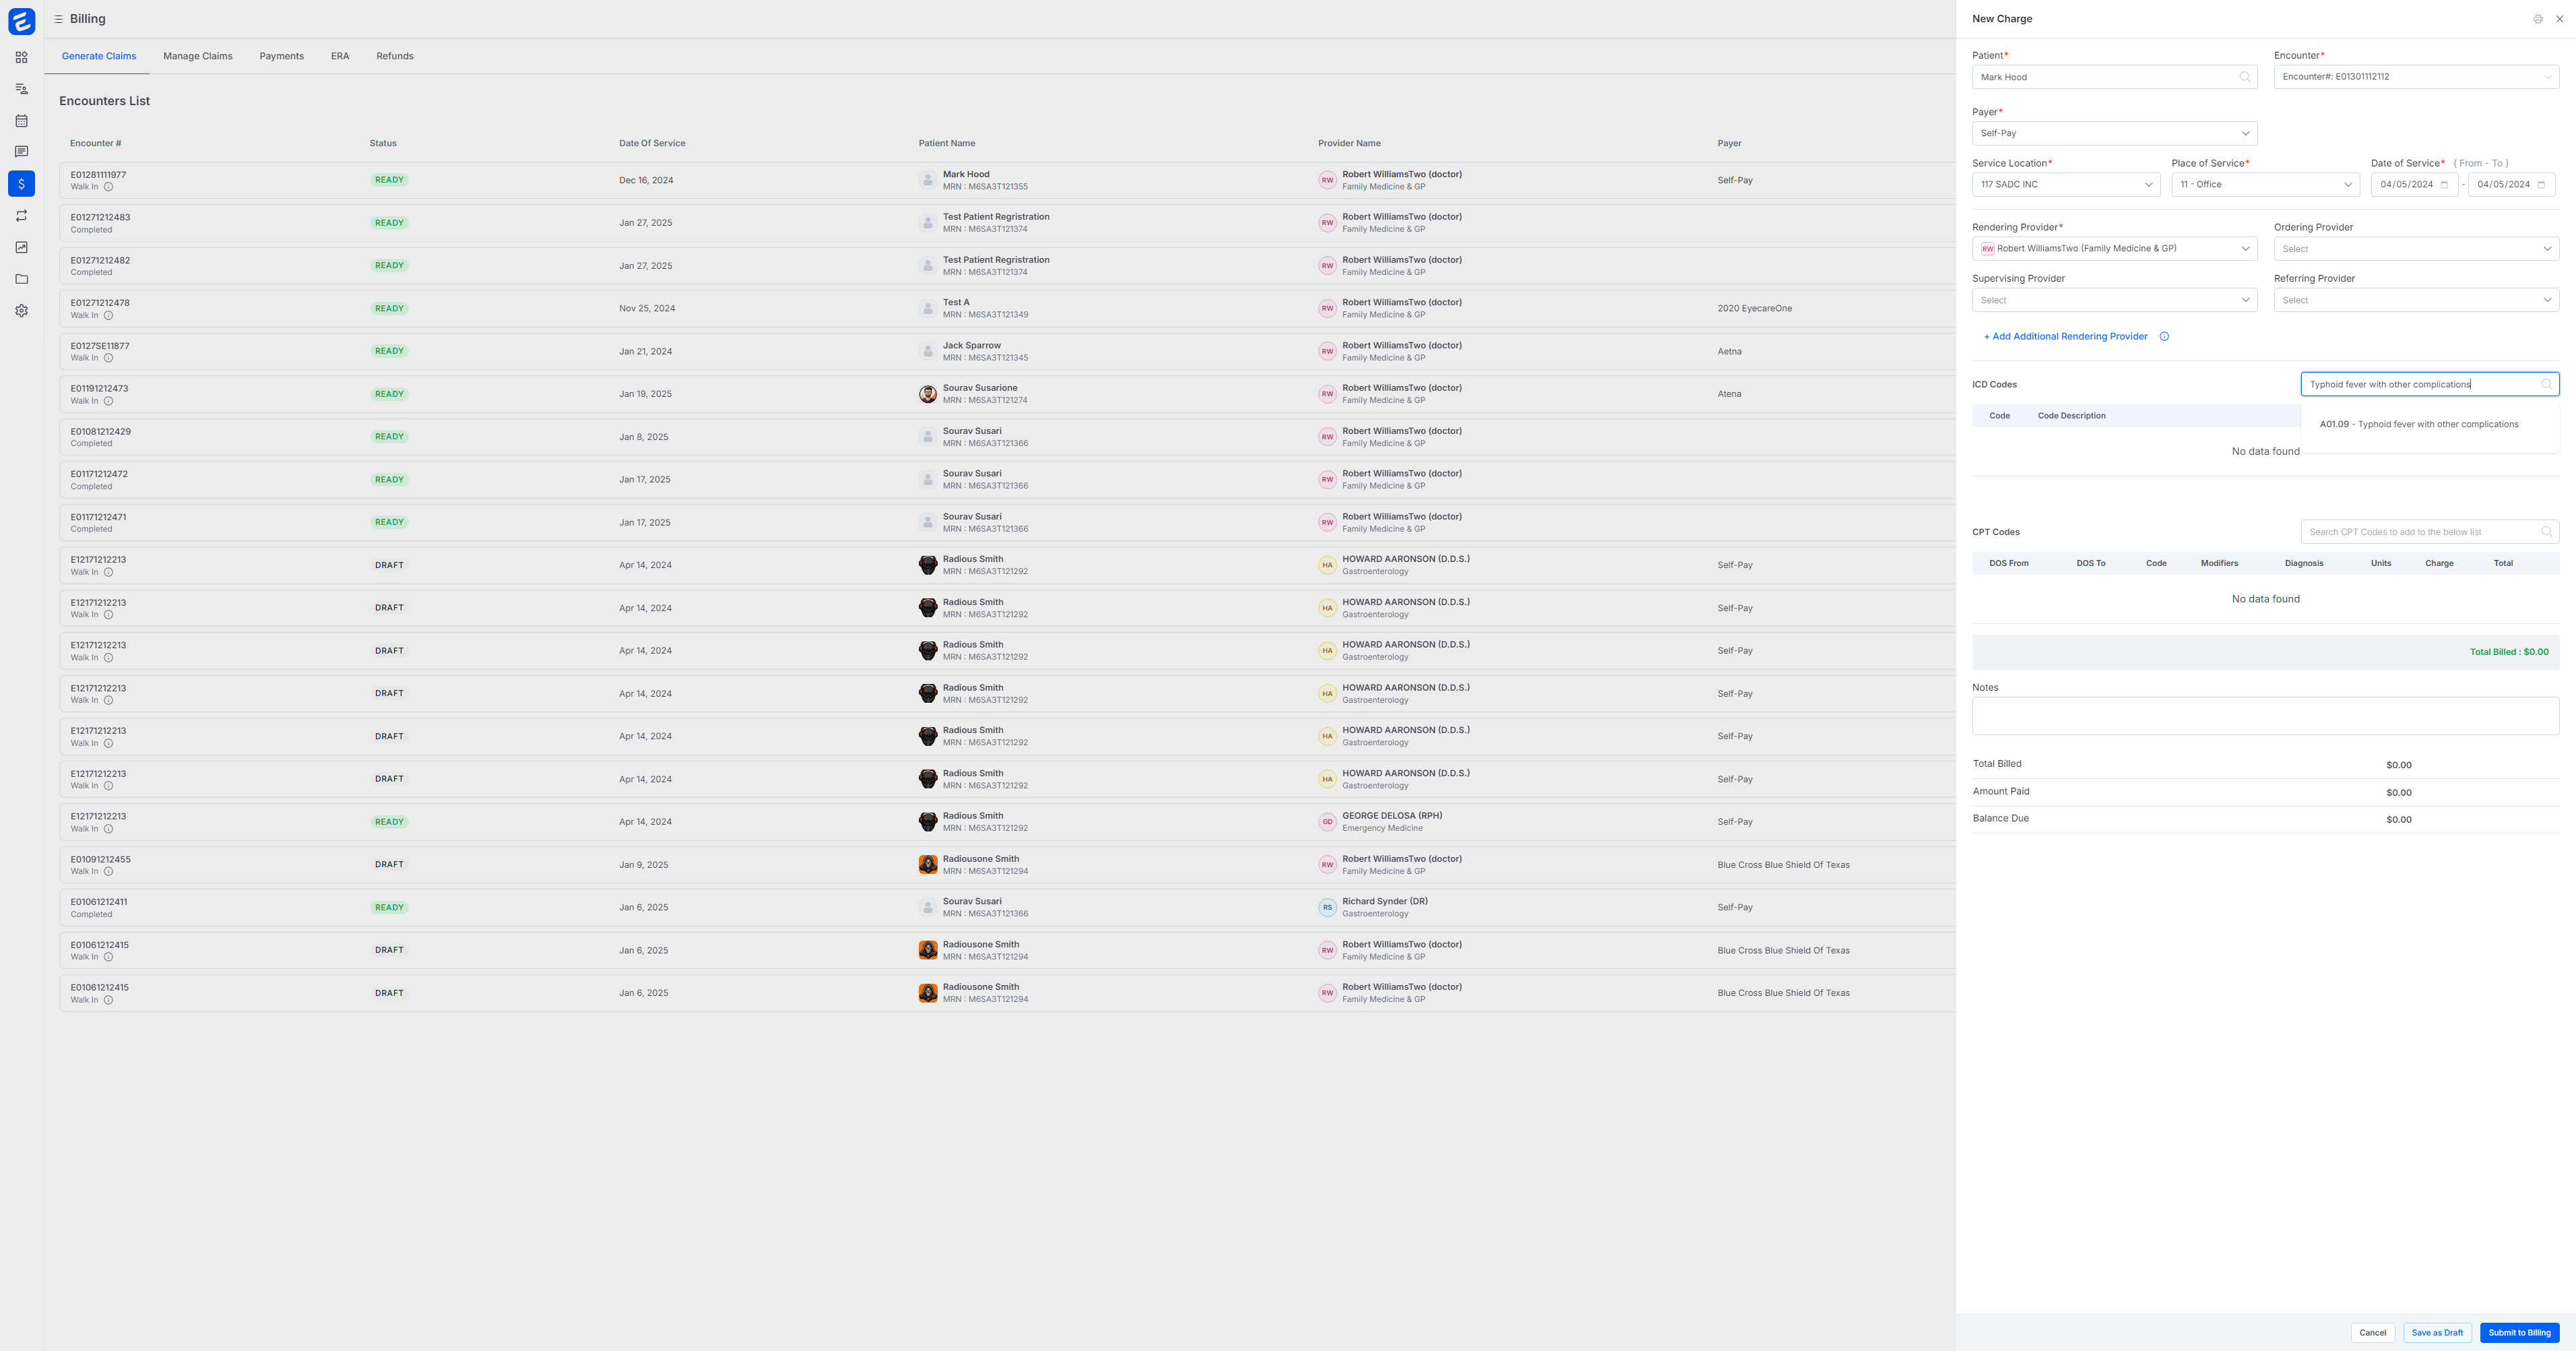 Billing
Generate Claims Manage Claims Payments ERA Refunds
Encounters List
Encounter # Status Date Of Service Patient Name Provider Name Payer
E01281111977 READY Dec 16, 2024 Mark Hood Robert WilliamsTwo (doctor) Self-Pay
Walk In MRN : M6SA3T121355 RW Family Medicine & GP
E01271212483 READY Jan 27, 2025 Test Patient Regristration Robert WilliamsTwo (doctor)
Completed MRN : M6SA3T121374 RW Family Medicine & GP
E01271212482 READY Jan 27, 2025 Test Patient Regristration Robert WilliamsTwo (doctor)
Completed MRN : M6SA3T121374 RW Family Medicine & GP
E01271212478 READY Nov 25, 2024 Test A Robert WilliamsTwo (doctor) 2020 EyecareOne
Walk In MRN : M6SA3T121349 RW Family Medicine & GP
E0127SE11877 READY Jan 21, 2024 Jack Sparrow Robert WilliamsTwo (doctor) Aetna
Walk In MRN : M6SA3T121345 RW Family Medicine & GP
E01191212473 READY Jan 19, 2025 Sourav Susarione Robert WilliamsTwo (doctor) Atena
Walk In MRN : M6SA3T121274 RW Family Medicine & GP
E01081212429 READY Jan 8, 2025 Sourav Susari Robert WilliamsTwo (doctor)
Completed MRN : M6SA3T121366 RW Family Medicine & GP
E01171212472 READY Jan 17, 2025 Sourav Susari Robert WilliamsTwo (doctor)
Completed MRN : M6SA3T121366 RW Family Medicine & GP
E01171212471 READY Jan 17, 2025 Sourav Susari Robert WilliamsTwo (doctor)
Completed MRN : M6SA3T121366 RW Family Medicine & GP
E12171212213 DRAFT Apr 14, 2024 Radious Smith HOWARD AARONSON (D.D.S.) Self-Pay
Walk In MRN : M6SA3T121292 HA Gastroenterology
E12171212213 DRAFT Apr 14, 2024 Radious Smith HOWARD AARONSON (D.D.S.) Self-Pay
Walk In MRN : M6SA3T121292 HA Gastroenterology
E12171212213 DRAFT Apr 14, 2024 Radious Smith HOWARD AARONSON (D.D.S.) Self-Pay
Walk In MRN : M6SA3T121292 HA Gastroenterology
E12171212213 DRAFT Apr 14, 2024 Radious Smith HOWARD AARONSON (D.D.S.) Self-Pay
Walk In MRN : M6SA3T121292 HA Gastroenterology
E12171212213 DRAFT Apr 14, 2024 Radious Smith HOWARD AARONSON (D.D.S.) Self-Pay
Walk In MRN : M6SA3T121292 HA Gastroenterology
E12171212213 DRAFT Apr 14, 2024 Radious Smith HOWARD AARONSON (D.D.S.) Self-Pay
Walk In MRN : M6SA3T121292 HA Gastroenterology
E12171212213 READY Apr 14, 2024 Radious Smith GEORGE DELOSA (RPH) Self-Pay
Walk In MRN : M6SA3T121292 GD Emergency Medicine
E01091212455 DRAFT Jan 9, 2025 Radiousone Smith Robert WilliamsTwo (doctor) Blue Cross Blue Shield Of Texas
Walk In MRN : M6SA3T121294 RW Family Medicine & GP
E01061212411 READY Jan 6, 2025 Sourav Susari Richard Synder (DR) Self-Pay
Completed MRN : M6SA3T121366 RS Gastroenterology
E01061212415 DRAFT Jan 6, 2025 Radiousone Smith Robert WilliamsTwo (doctor) Blue Cross Blue Shield Of Texas
Walk In MRN : M6SA3T121294 RW Family Medicine & GP
E01061212415 DRAFT Jan 6, 2025 Radiousone Smith Robert WilliamsTwo (doctor) Blue Cross Blue Shield Of Texas
Walk In MRN : M6SA3T121294 RW Family Medicine & GP
New Charge
Patient* Encounter*
Mark Hood Encounter#: E01301112112
Payer*
Self-Pay
Service Location* Place of Service* Date of Service* ( From - To )
117 SADC INC 11 - Office 04/05/2024 - 04/05/2024
Rendering Provider* Ordering Provider
RW Robert WilliamsTwo (Family Medicine & GP) Select
Supervising Provider Referring Provider
Select Select
+ Add Additional Rendering Provider
ICD Codes Typhoid fever with other complications
Code Code Description
A01.09 - Typhoid fever with other complications
No data found
CPT Codes Search CPT Codes to add to the below list
DOS From DOS To Code Modifiers Diagnosis Units Charge Total
No data found
Total Billed : $0.00
Notes
Total Billed $0.00
Amount Paid $0.00
Balance Due $0.00
Cancel Save as Draft Submit to Billing